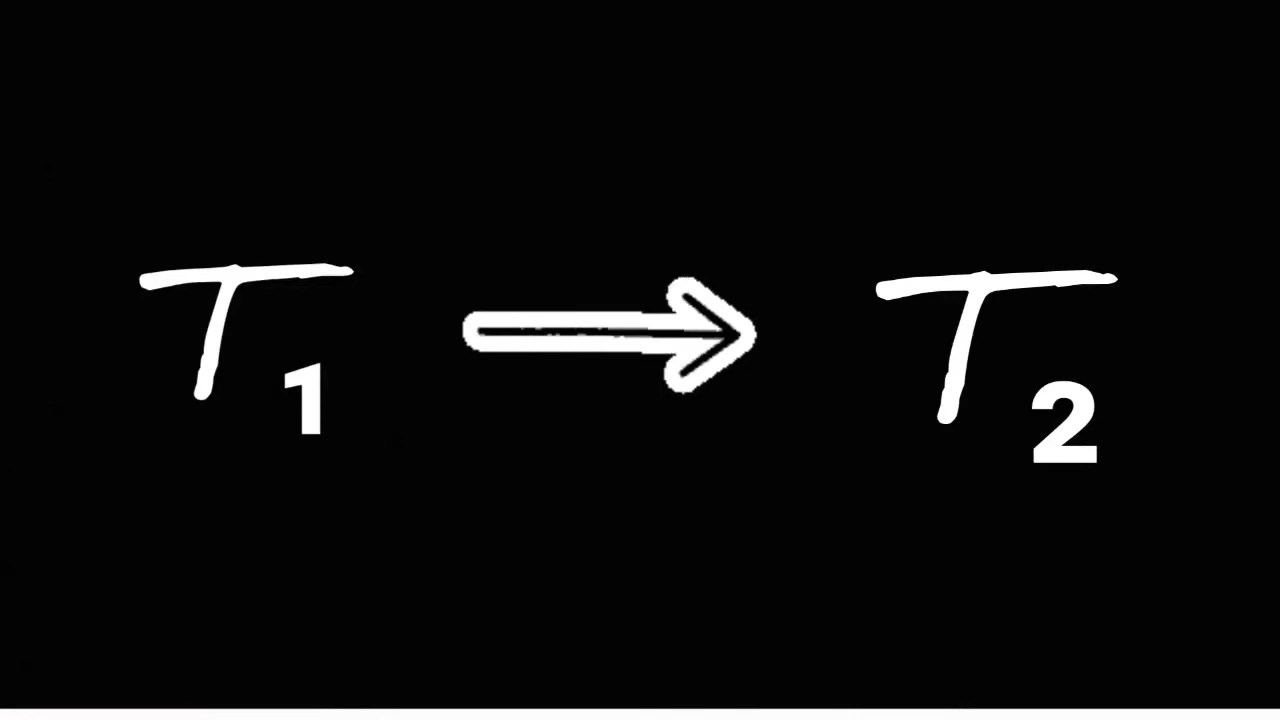 T₁ → T₂